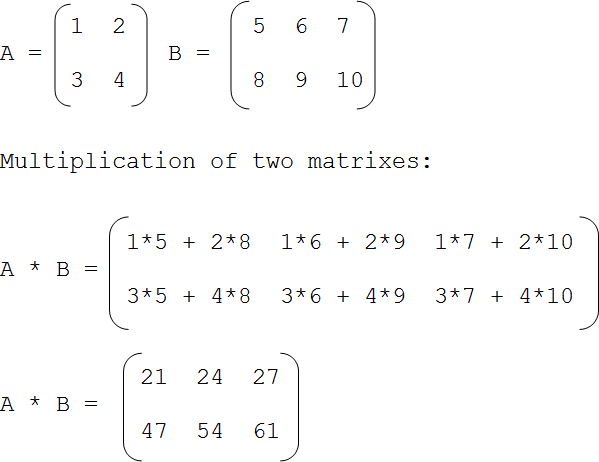 1 2
A = B =
3 4
5 6 7
8 9 10
Multiplication of two matrixes:
1*5 + 2*8 1*6 + 2*9 1*7 + 2*10
A * B =
3*5 + 4*8 3*6 + 4*9 3*7 + 4*10
21 24 27
A * B =
47 54 61